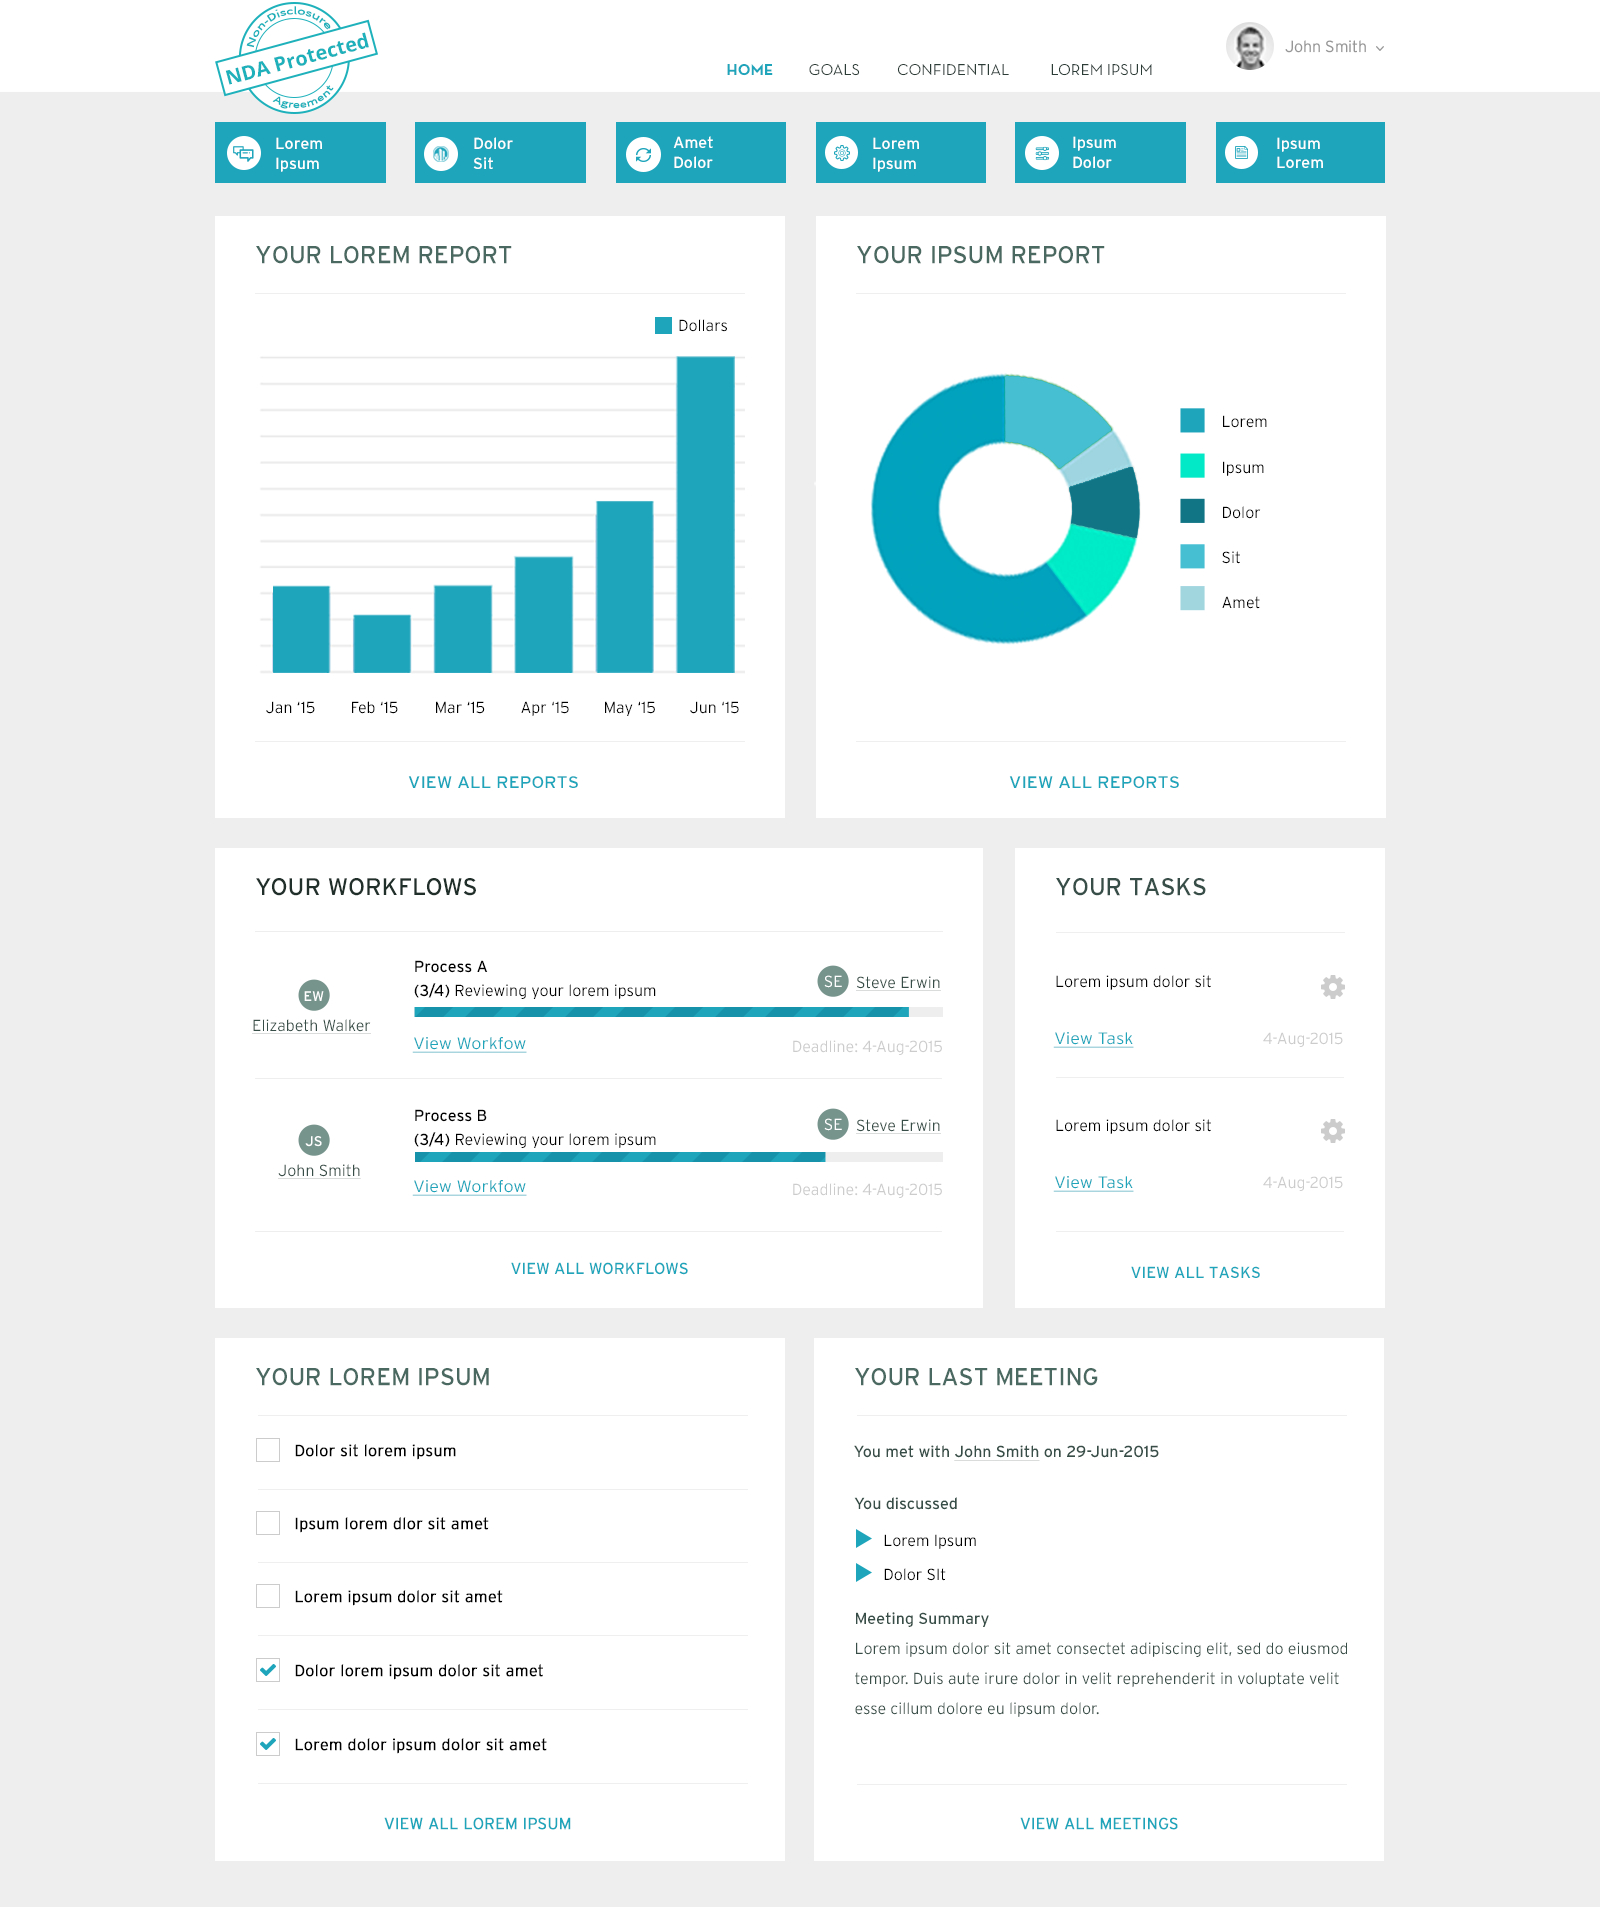 Non-Disclosure
NDA Protected
Agreement
HOME
GOALS
CONFIDENTIAL
LOREM IPSUM
John Smith
Lorem
Ipsum
Dolor
Sit
Amet
Dolor
Lorem
Ipsum
Ipsum
Dolor
Ipsum
Lorem
YOUR LOREM REPORT
Dollars
Jan ‘15
Feb ‘15
Mar ‘15
Apr ‘15
May ‘15
Jun ‘15
VIEW ALL REPORTS
YOUR IPSUM REPORT
Lorem
Ipsum
Dolor
Sit
Amet
VIEW ALL REPORTS
YOUR WORKFLOWS
EW
Elizabeth Walker
Process A
(3/4) Reviewing your lorem ipsum
SE
Steve Erwin
View Workfow
Deadline: 4-Aug-2015
JS
John Smith
Process B
(3/4) Reviewing your lorem ipsum
SE
Steve Erwin
View Workfow
Deadline: 4-Aug-2015
VIEW ALL WORKFLOWS
YOUR TASKS
Lorem ipsum dolor sit
View Task
4-Aug-2015
Lorem ipsum dolor sit
View Task
4-Aug-2015
VIEW ALL TASKS
YOUR LOREM IPSUM
Dolor sit lorem ipsum
Ipsum lorem dlor sit amet
Lorem ipsum dolor sit amet
Dolor lorem ipsum dolor sit amet
Lorem dolor ipsum dolor sit amet
VIEW ALL LOREM IPSUM
YOUR LAST MEETING
You met with John Smith on 29-Jun-2015
You discussed
Lorem Ipsum
Dolor SIt
Meeting Summary
Lorem ipsum dolor sit amet consectet adipiscing elit, sed do eiusmod
tempor. Duis aute irure dolor in velit reprehenderit in voluptate velit
esse cillum dolore eu lipsum dolor.
VIEW ALL MEETINGS